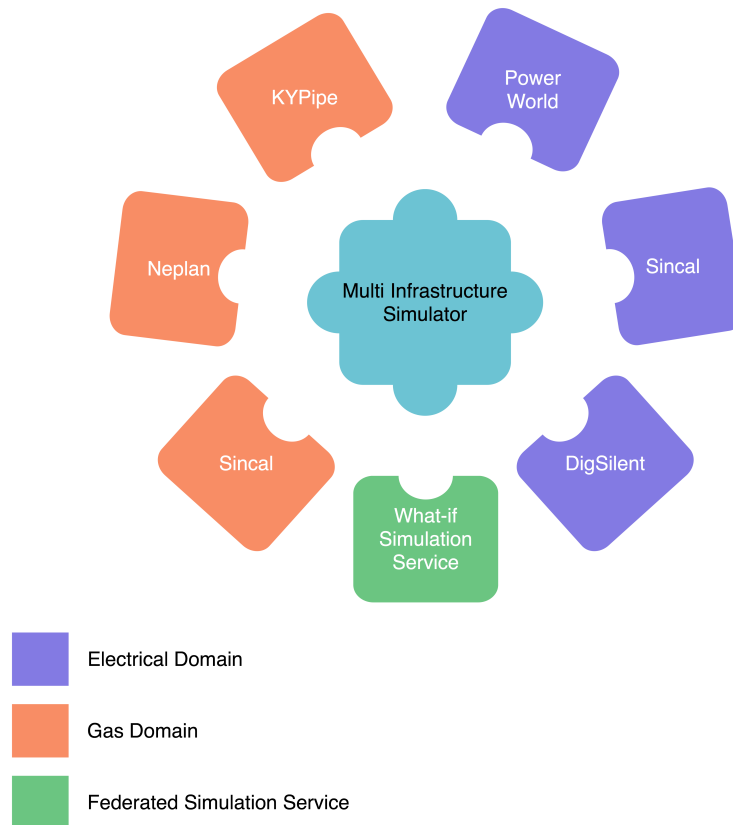 KYPipe
Power
World
Neplan
Sincal
Multi Infrastructure
Simulator
Sincal
DigSilent
What-if
Simulation
Service
Electrical Domain
Gas Domain
Federated Simulation Service